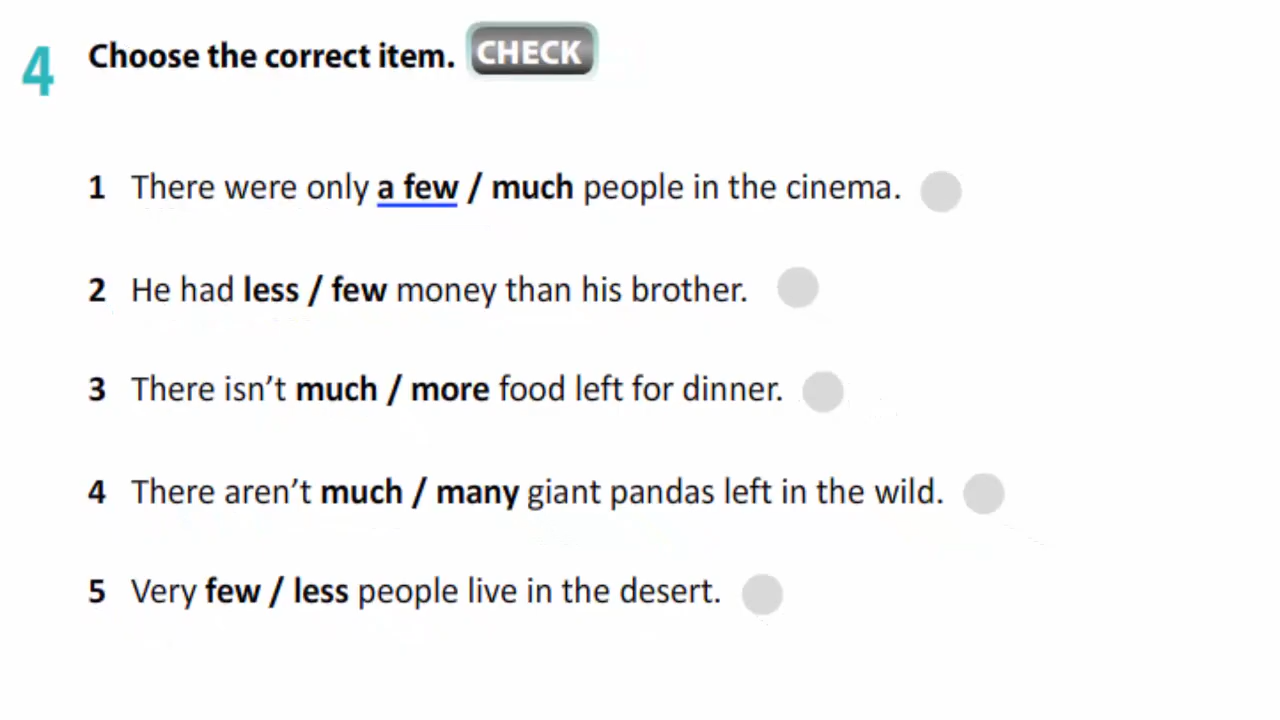 4 Choose the correct item. CHECK
1 There were only a few / much people in the cinema.
2 He had less / few money than his brother.
3 There isn’t much / more food left for dinner.
4 There aren’t much / many giant pandas left in the wild.
5 Very few / less people live in the desert.